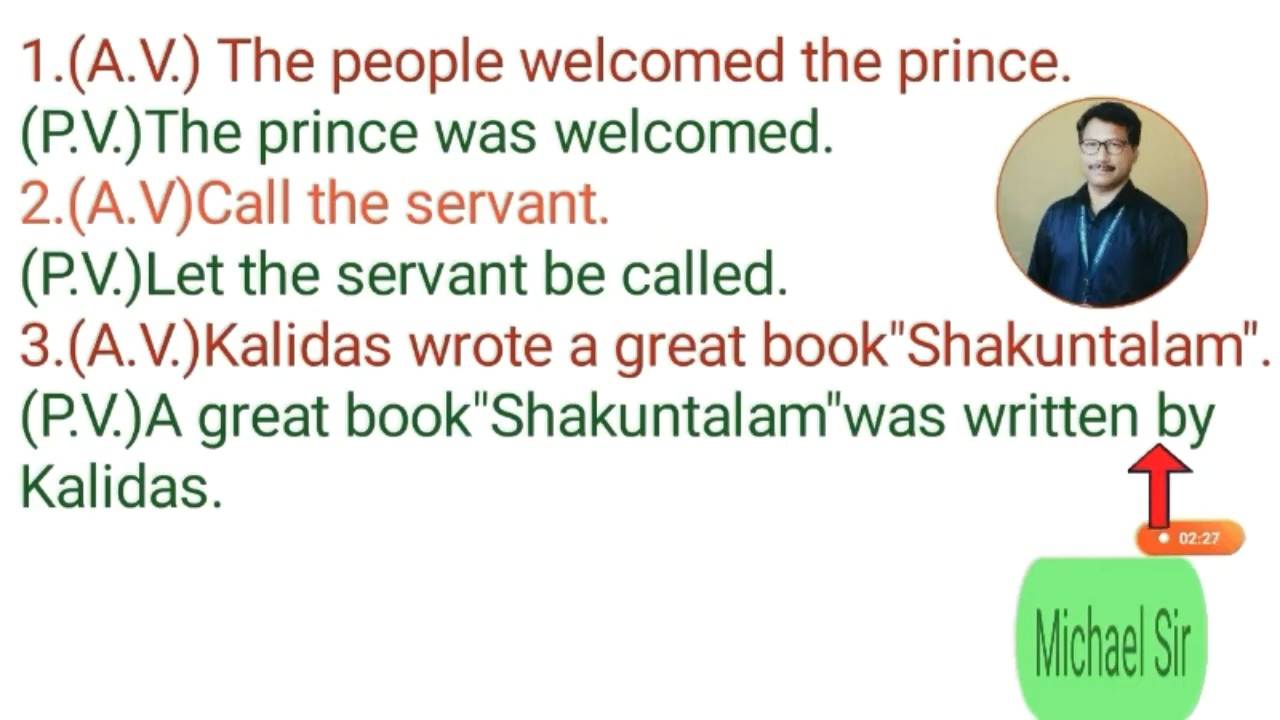 1.(A.V.) The people welcomed the prince.
(P.V.)The prince was welcomed.
2.(A.V)Call the servant.
(P.V.)Let the servant be called.
3.(A.V.)Kalidas wrote a great book"Shakuntalam".
(P.V.)A great book"Shakuntalam"was written by
Kalidas.
02:27
Michael Sir